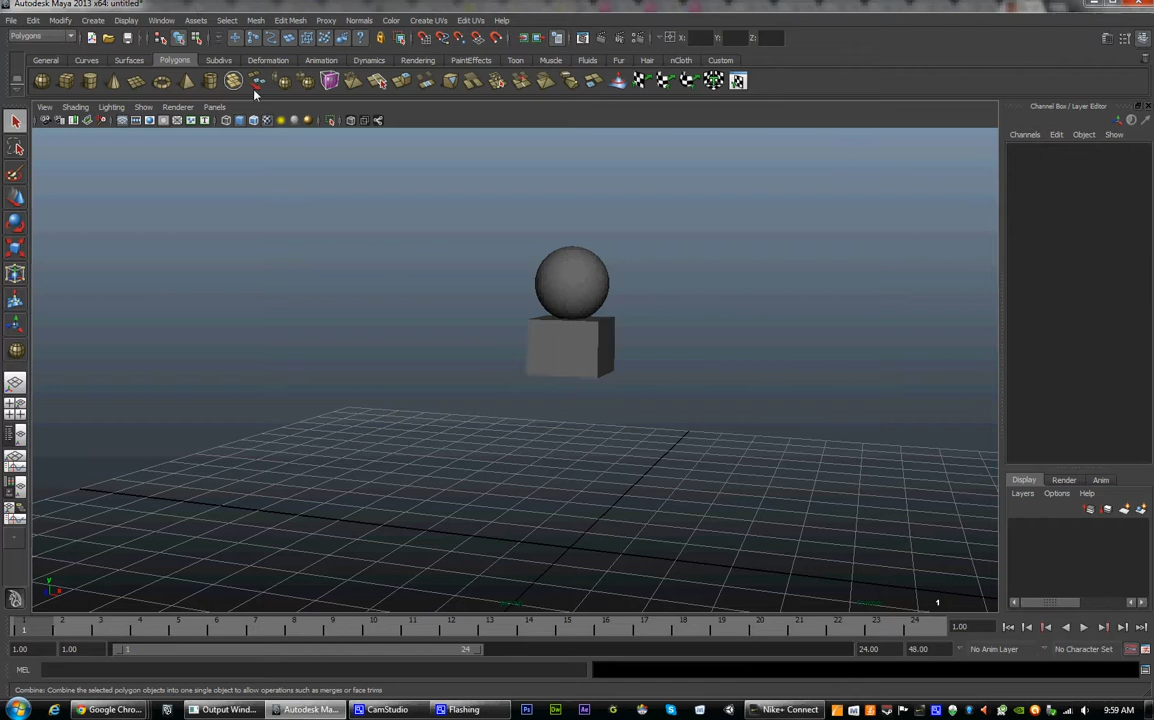 Autodesk Maya 2013 x64: untitled*
File Edit Modify Create Display Window Assets Select Mesh Edit Mesh Proxy Normals Color Create UVs Edit UVs Help
Polygons X: Y: Z:
General Curves Surfaces Polygons Subdivs Deformation Animation Dynamics Rendering PaintEffects Toon Muscle Fluids Fur Hair nCloth Custom
View Shading Lighting Show Renderer Panels
Channel Box / Layer Editor
Channels Edit Object Show
Display Render Anim
Layers Options Help
y
1
1 2 3 4 5 6 7 8 9 10 11 12 13 14 15 16 17 18 19 20 21 22 23 24
1 1.00
1.00 1.00 1 24 24.00 48.00 No Anim Layer No Character Set
MEL
Combine: Combine the selected polygon objects into one single object to allow operations such as merges or face trims
Google Chro... Output Wind... Autodesk Ma... CamStudio Flashing Nike+ Connect 9:59 AM